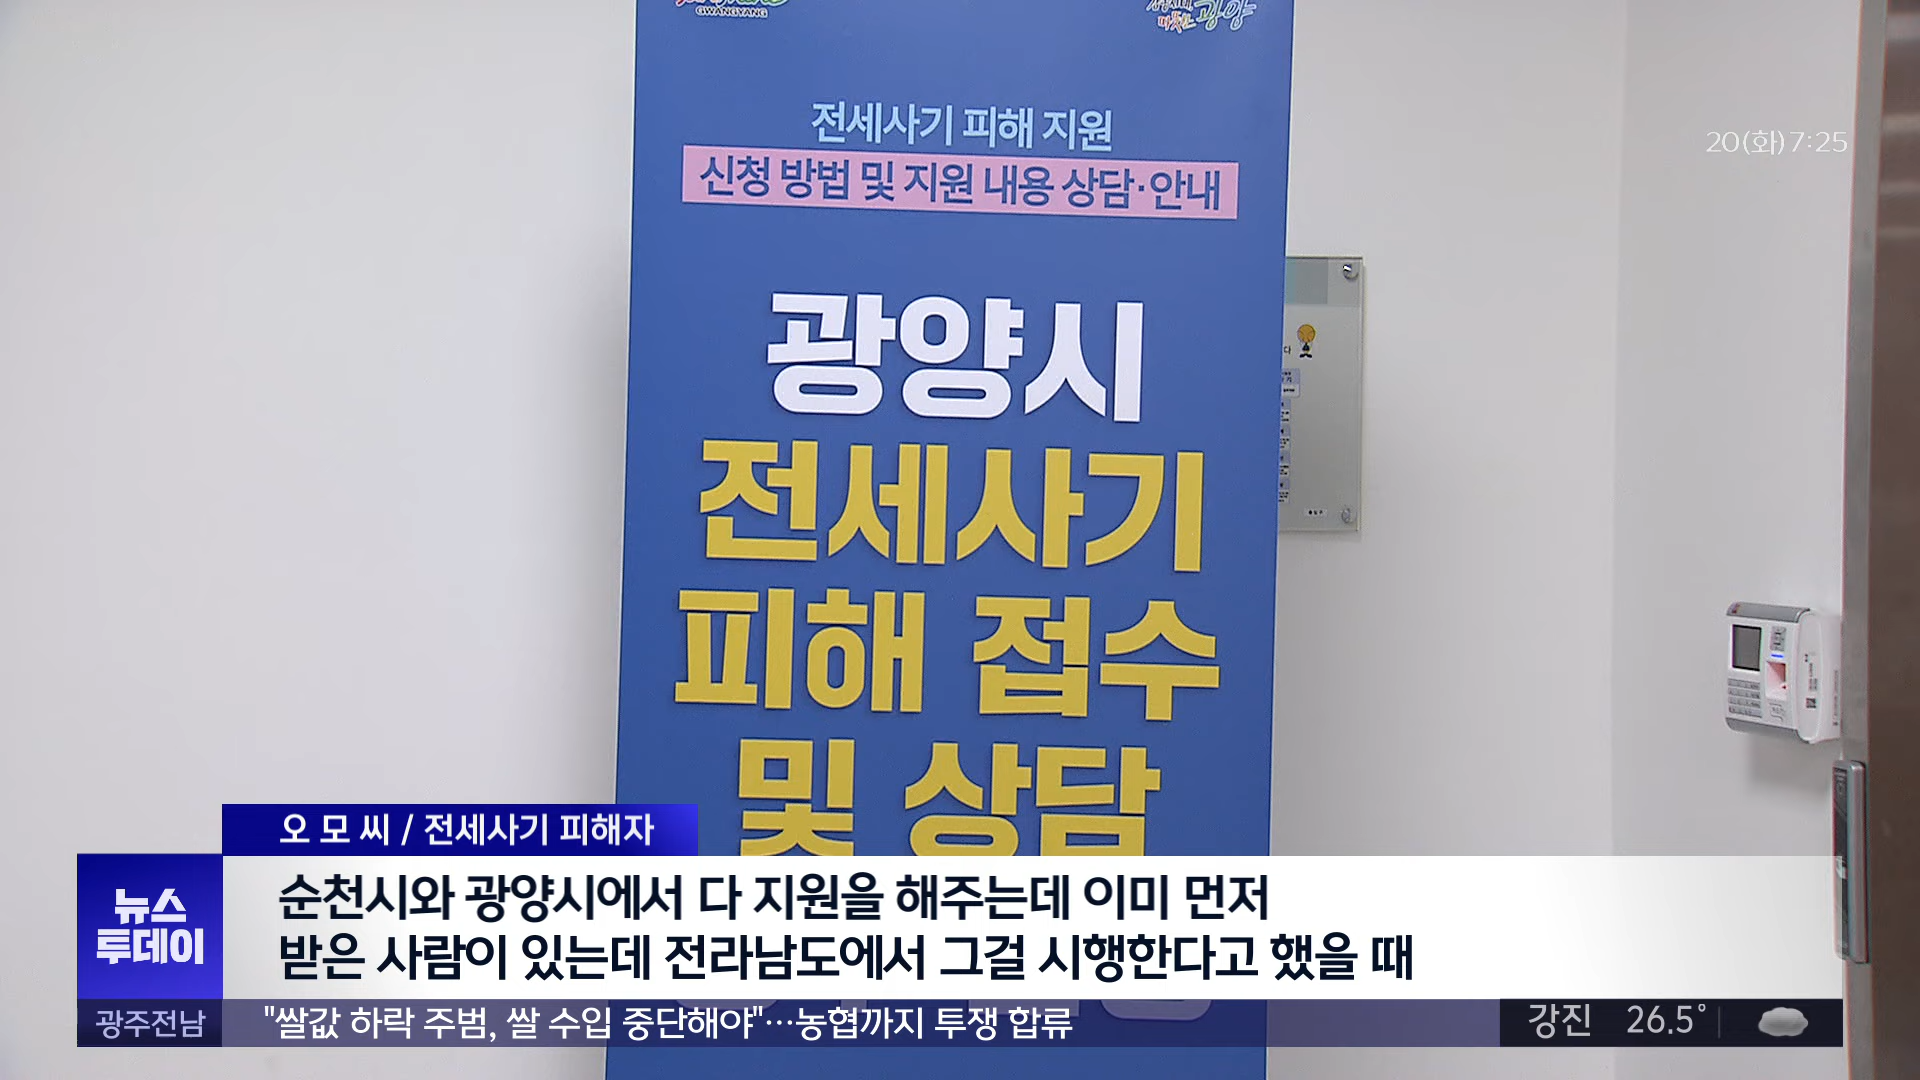 GWANGYANG
광양
20(화)7:25
전세사기 피해 지원
신청 방법 및 지원 내용 상담·안내
광양시
전세사기
피해 접수
및 상담
오 모 씨 / 전세사기 피해자
뉴스
투데이
순천시와 광양시에서 다 지원을 해주는데 이미 먼저
받은 사람이 있는데 전라남도에서 그걸 시행한다고 했을 때
광주전남
"쌀값 하락 주범, 쌀 수입 중단해야"…농협까지 투쟁 합류
강진 26.5°